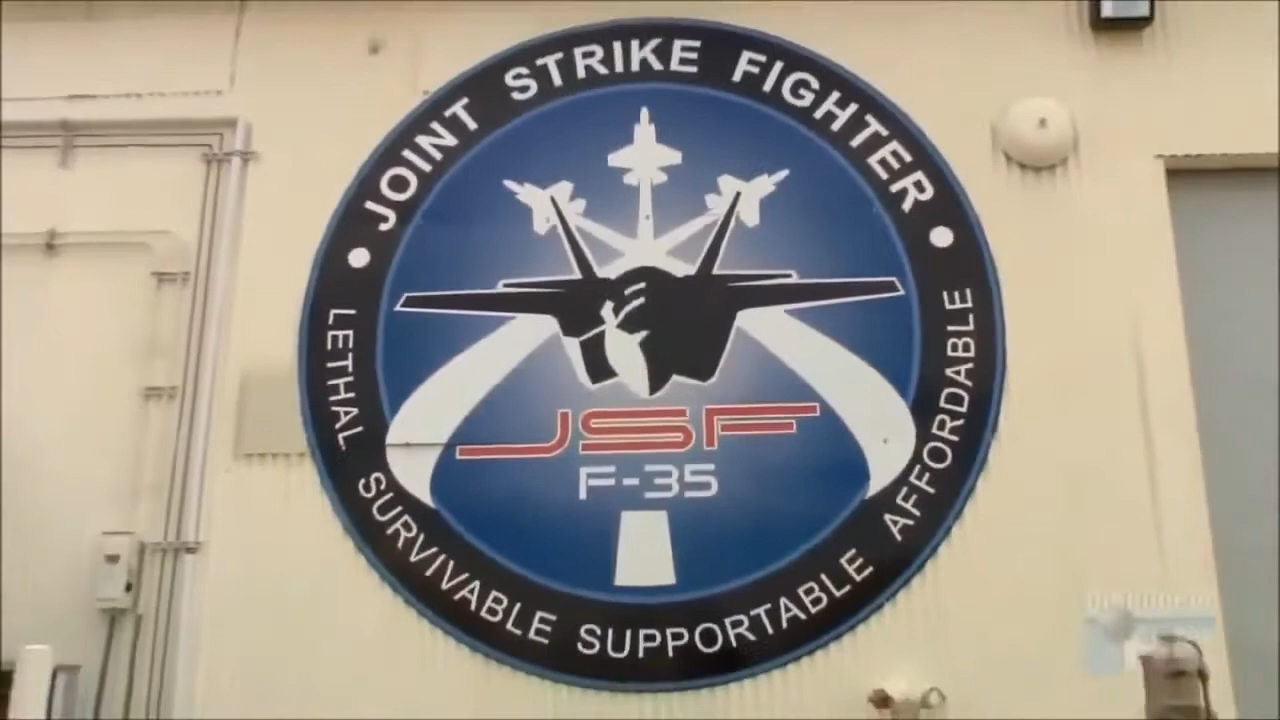 JOINT STRIKE FIGHTER
JSF
F-35
LETHAL SURVIVABLE SUPPORTABLE AFFORDABLE